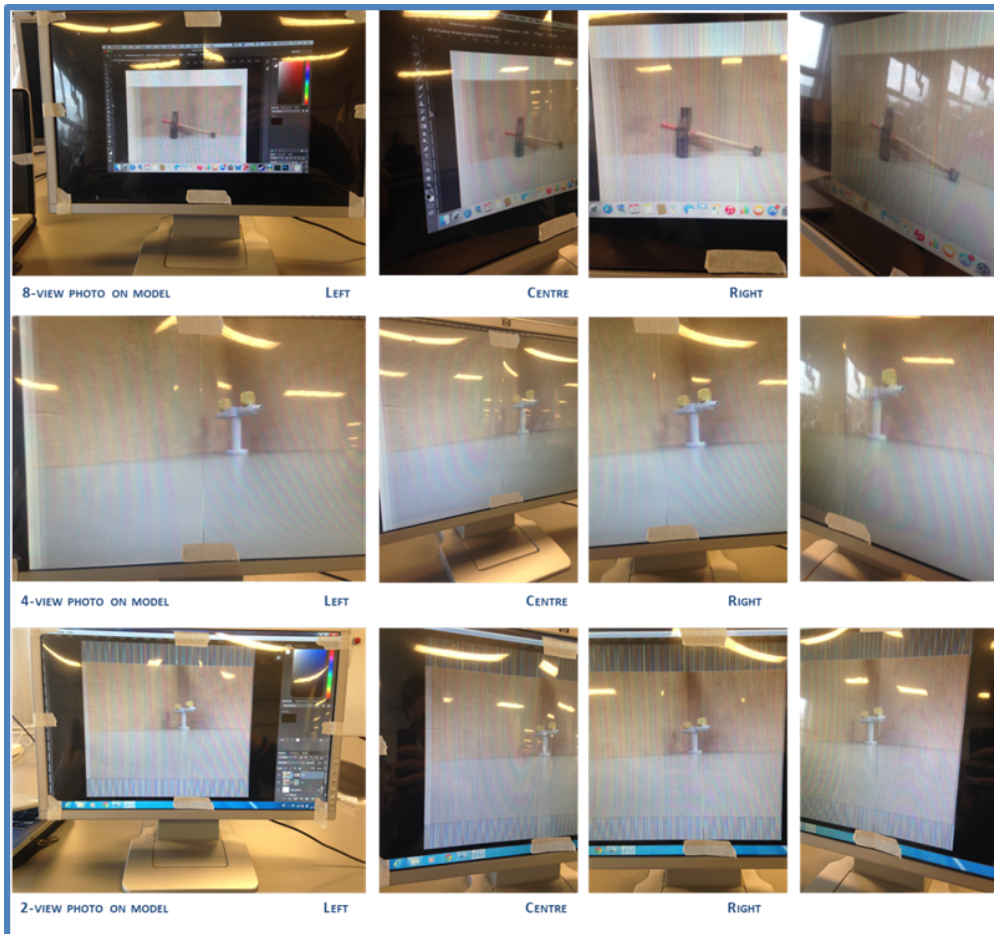 8-VIEW PHOTO ON MODEL LEFT CENTRE RIGHT
4-VIEW PHOTO ON MODEL LEFT CENTRE RIGHT
2-VIEW PHOTO ON MODEL LEFT CENTRE RIGHT